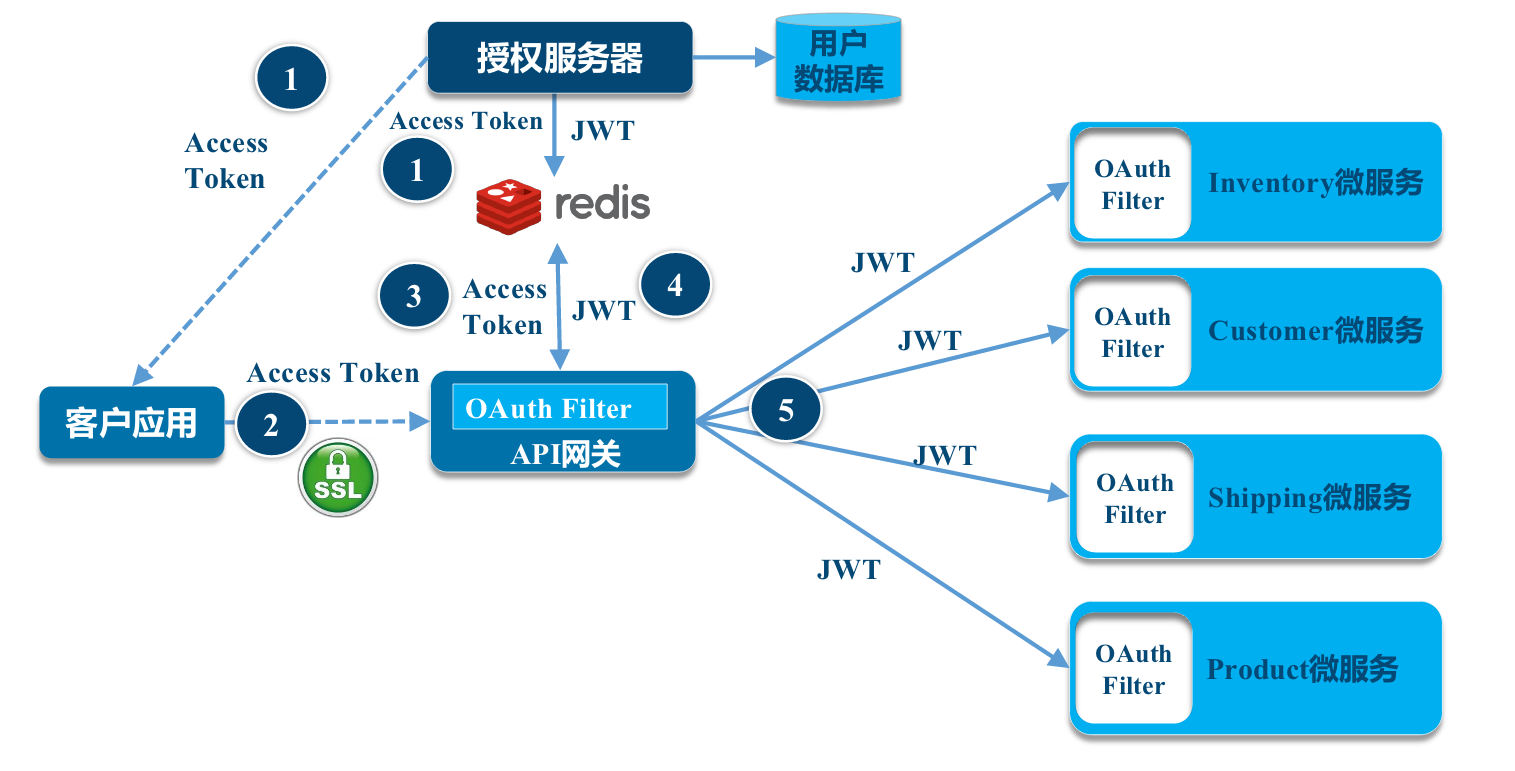 授权服务器
用户
数据库
1
Access
Token
Access Token
JWT
1
redis
3
Access
Token
JWT
4
客户应用
Access Token
2
SSL
OAuth Filter
API网关
5
JWT
JWT
JWT
JWT
OAuth
Filter
Inventory微服务
OAuth
Filter
Customer微服务
OAuth
Filter
Shipping微服务
OAuth
Filter
Product微服务